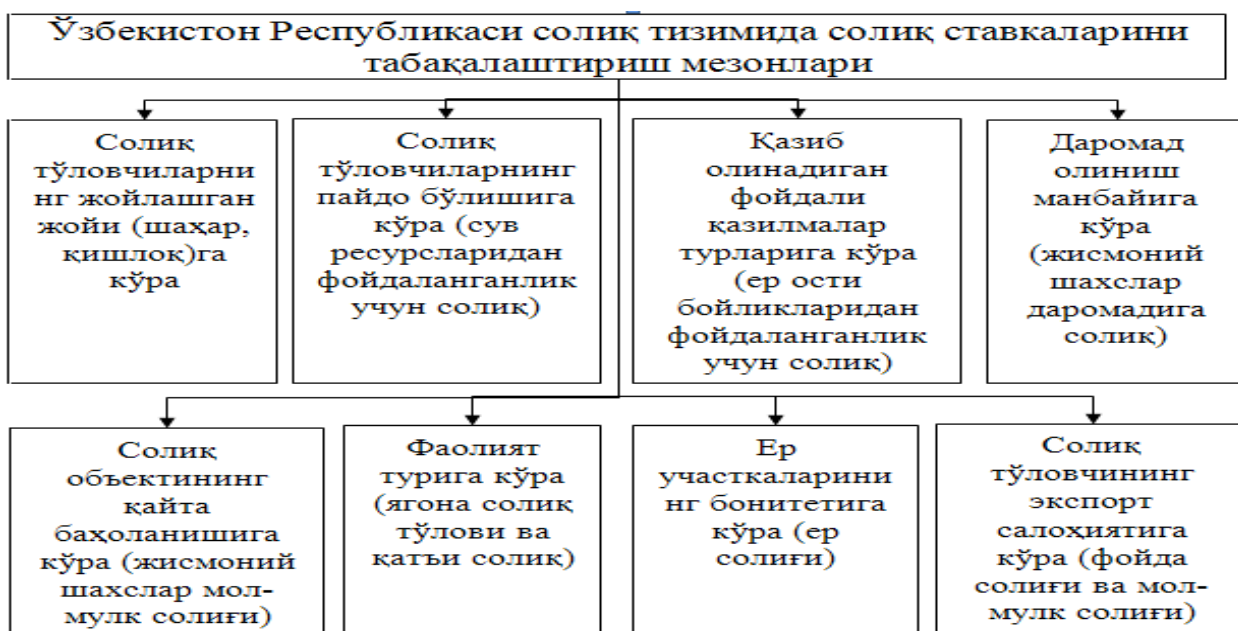 Ўзбекистон Республикаси солиқ тизимида солиқ ставкаларини
табақалаштириш мезонлари
Солиқ
тўловчиларни
нг жойлашган
жойи (шаҳар,
қишлоқ)га
кўра
Солиқ
тўловчиларнинг
пайдо бўлишига
кўра (сув
ресурсларидан
фойдаланганлик
учун солиқ)
Қазиб
олинадиган
фойдали
қазилмалар
турларига кўра
(ер ости
бойликларидан
фойдаланганлик
учун солиқ)
Даромад
олиниш
манбайига
кўра
(жисмоний
шахслар
даромадига
солиқ)
Солиқ
объектининг
қайта
баҳоланишига
кўра (жисмоний
шахслар мол-
мулк солиғи)
Фаолият
турига кўра
(ягона солиқ
тўлови ва
қатъи солиқ)
Ер
участкаларини
нг бонитетига
кўра (ер
солиғи)
Солиқ
тўловчининг
экспорт
салоҳиятига
кўра (фойда
солиғи ва мол-
мулк солиғи)